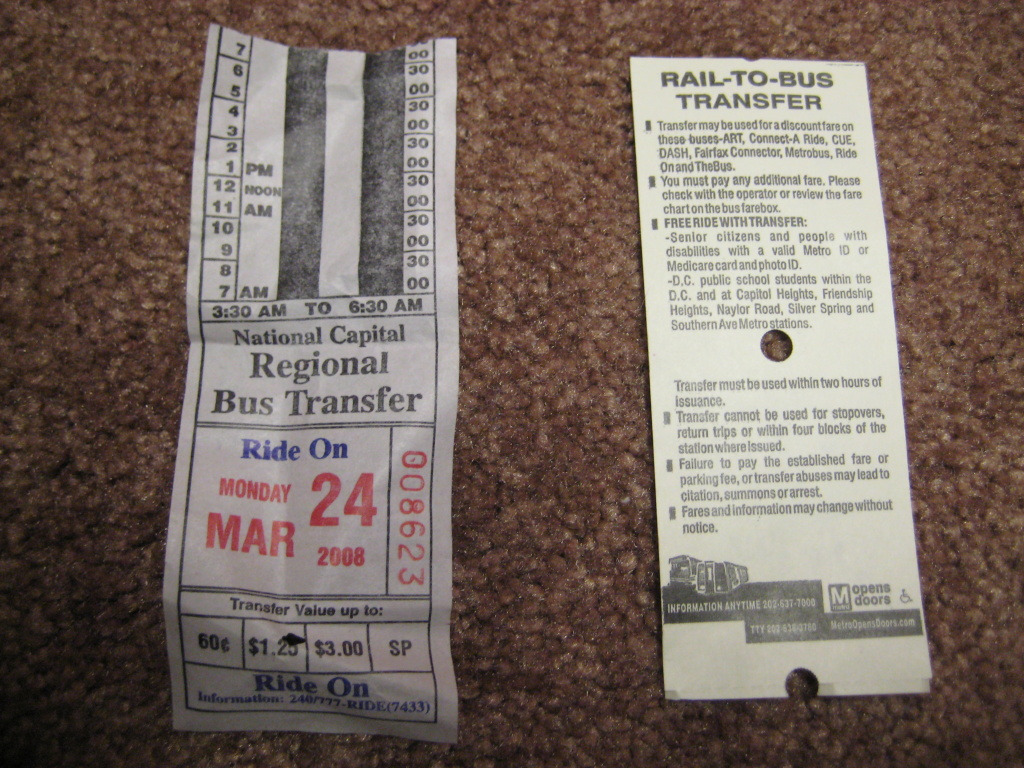 7 00
6 30
5 00
4 30
3 00
2 30
1 PM 00
12 NOON 30
11 AM 00
10 30
9 00
8 30
7 AM 00
3:30 AM TO 6:30 AM
National Capital
Regional
Bus Transfer
Ride On
MONDAY 24
MAR 2008
008623
Transfer Value up to:
60¢ $1.25 $3.00 SP
Ride On
Information: 240/777-RIDE(7433)
RAIL-TO-BUS
TRANSFER
Transfer may be used for a discount fare on
these buses-ART, Connect-A Ride, CUE,
DASH, Fairfax Connector, Metrobus, Ride
On and TheBus.
You must pay any additional fare. Please
check with the operator or review the fare
chart on the bus farebox.
FREE RIDE WITH TRANSFER:
-Senior citizens and people with
disabilities with a valid Metro ID or
Medicare card and photo ID.
-D.C. public school students within the
D.C. and at Capitol Heights, Friendship
Heights, Naylor Road, Silver Spring and
Southern Ave Metro stations.
Transfer must be used within two hours of
issuance.
Transfer cannot be used for stopovers,
return trips or within four blocks of the
station where issued.
Failure to pay the established fare or
parking fee, or transfer abuses may lead to
citation, summons or arrest.
Fares and information may change without
notice.
M opens
doors
INFORMATION ANYTIME 202-637-7000
TTY 202-638-3780 MetroOpensDoors.com